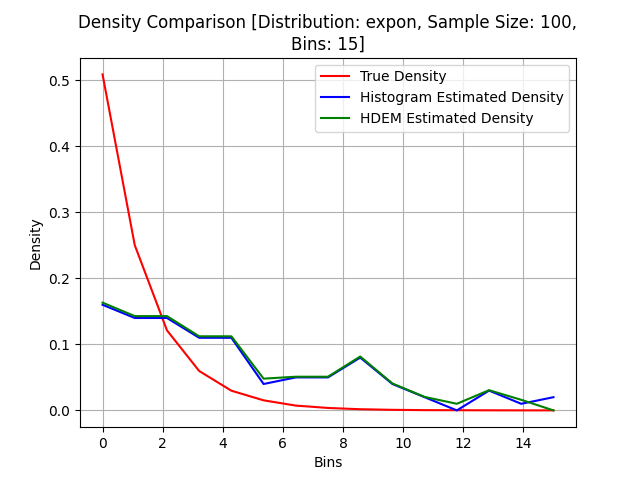 Density Comparison [Distribution: expon, Sample Size: 100,
Bins: 15]
True Density
Histogram Estimated Density
HDEM Estimated Density
Density
0.5
0.4
0.3
0.2
0.1
0.0
0 2 4 6 8 10 12 14
Bins